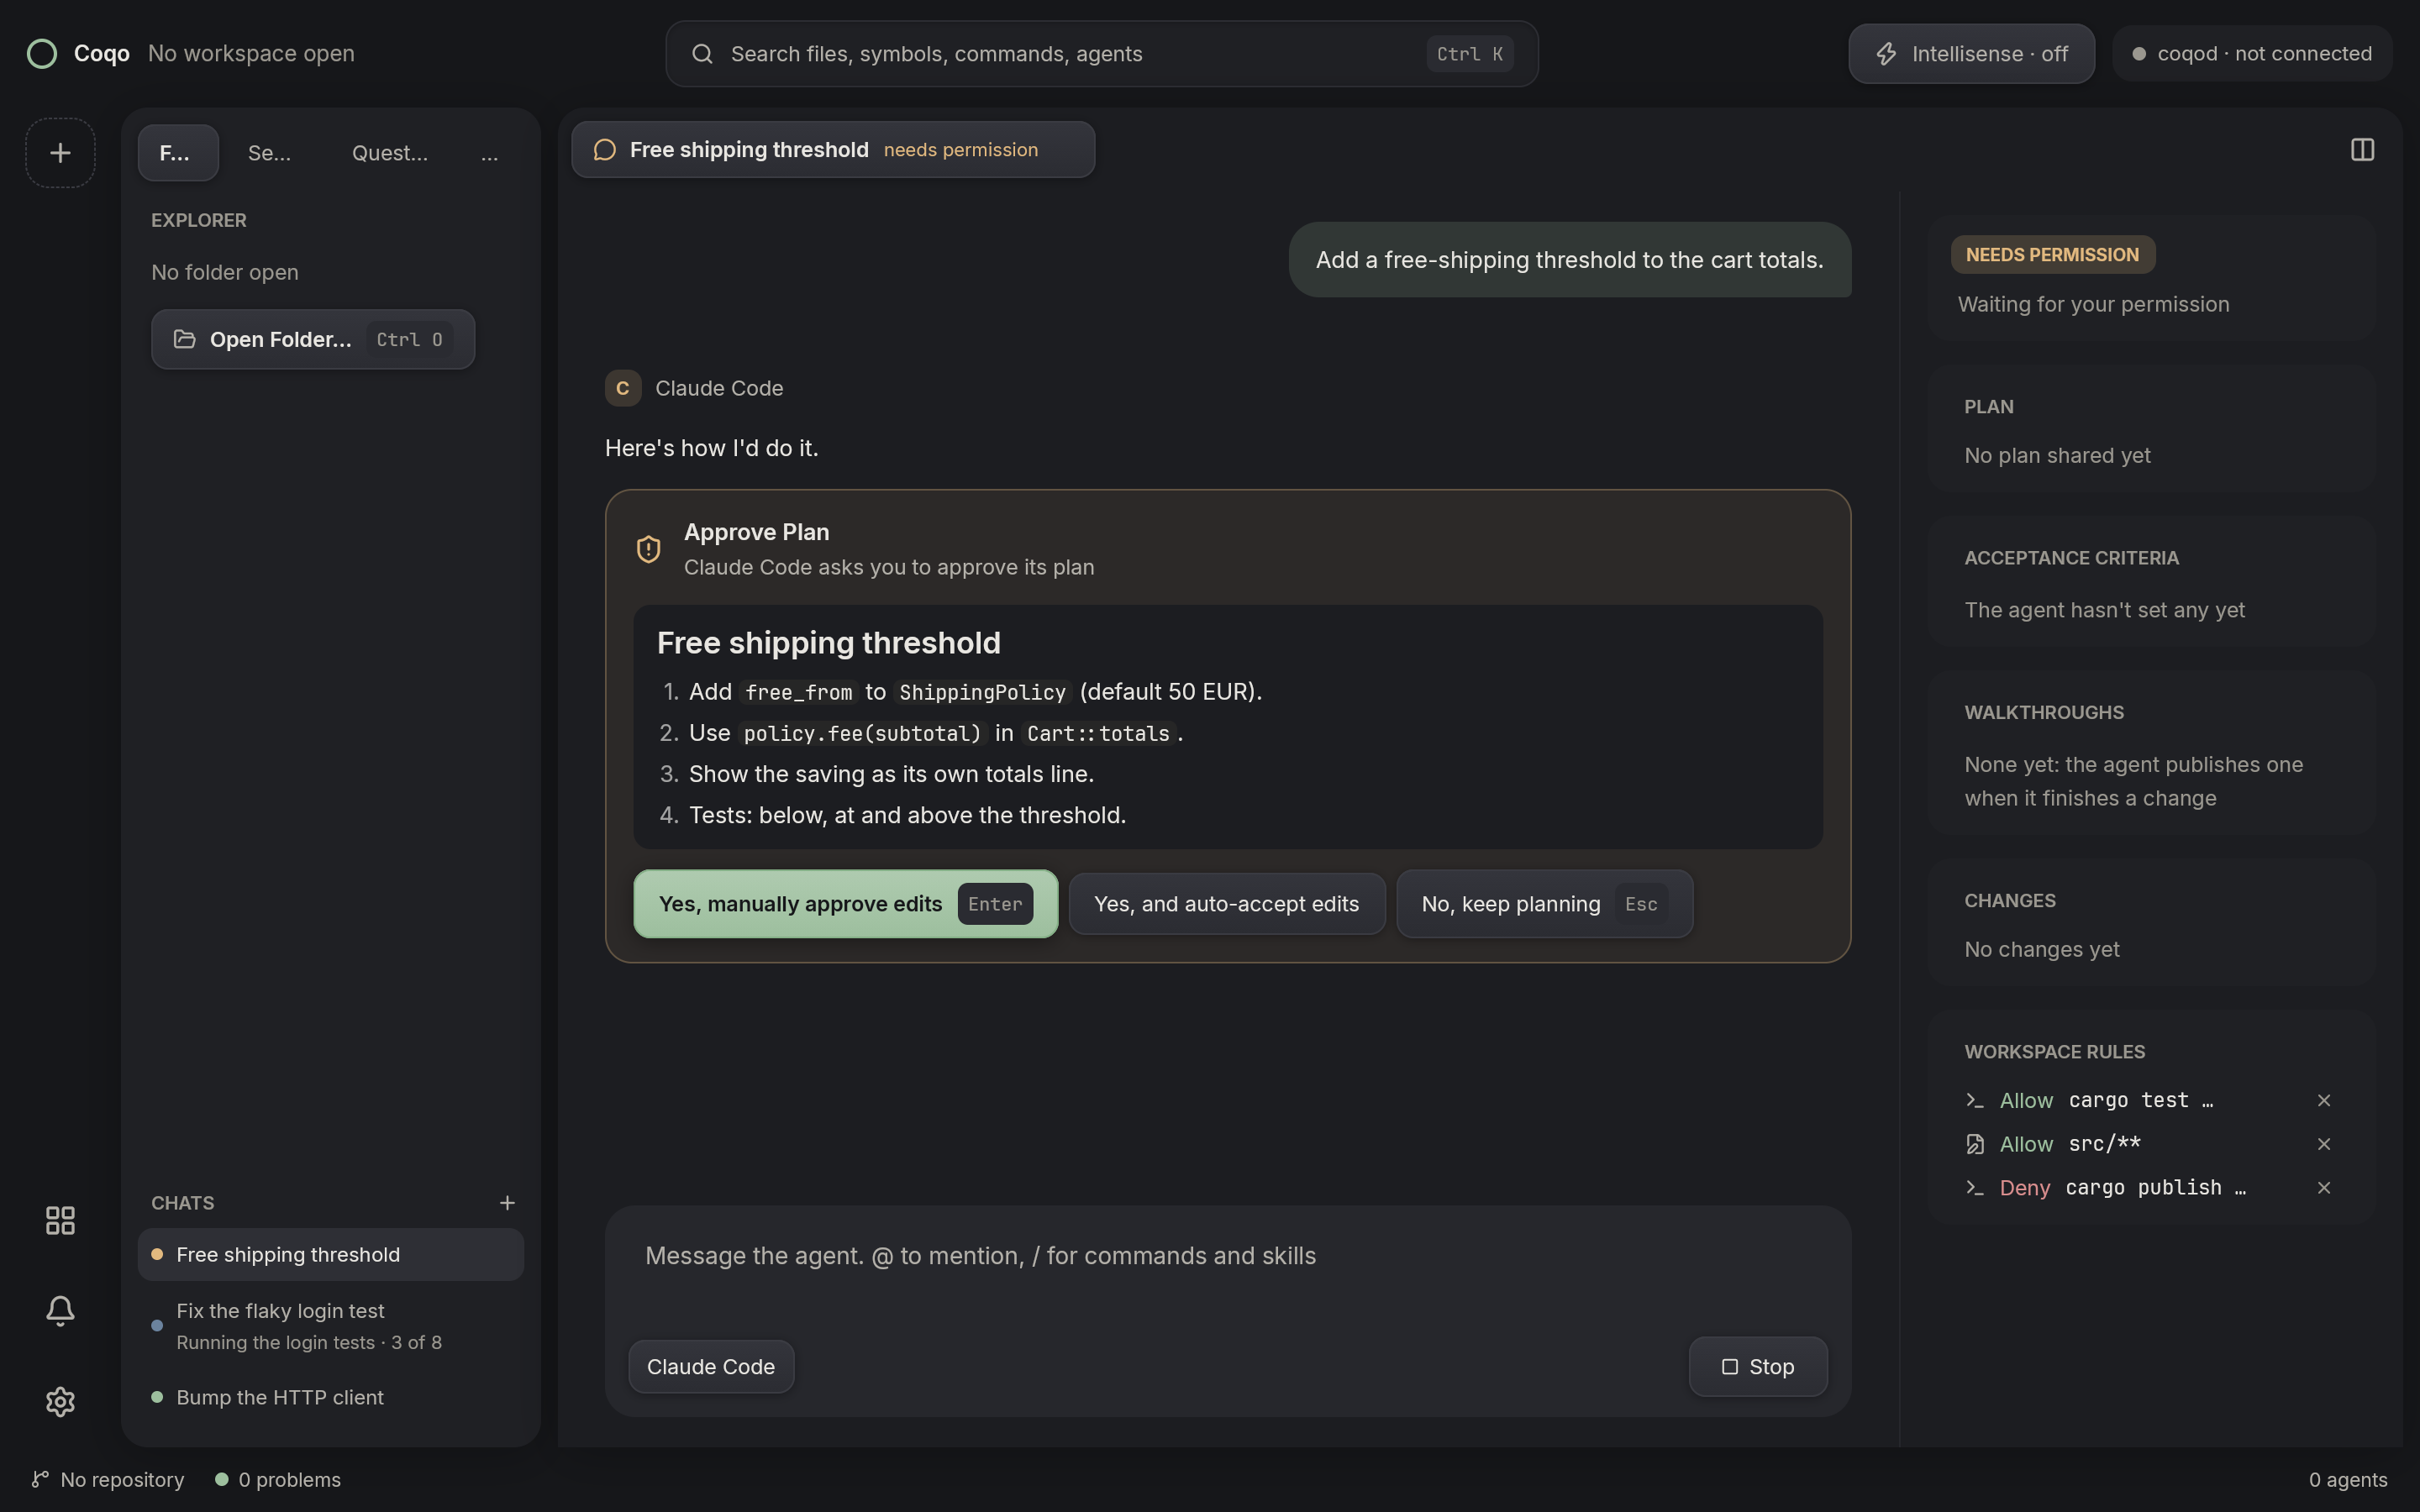 Coqo No workspace open
Search files, symbols, commands, agents Ctrl K
Intellisense · off
coqod · not connected
F... Se... Quest... ...
EXPLORER
No folder open
Open Folder... Ctrl O
CHATS
Free shipping threshold
Fix the flaky login test
Running the login tests · 3 of 8
Bump the HTTP client
Free shipping threshold needs permission
Add a free-shipping threshold to the cart totals.
C Claude Code
Here's how I'd do it.
Approve Plan
Claude Code asks you to approve its plan
Free shipping threshold
1. Add free_from to ShippingPolicy (default 50 EUR).
2. Use policy.fee(subtotal) in Cart::totals.
3. Show the saving as its own totals line.
4. Tests: below, at and above the threshold.
Yes, manually approve edits Enter
Yes, and auto-accept edits
No, keep planning Esc
Message the agent. @ to mention, / for commands and skills
Claude Code
Stop
NEEDS PERMISSION
Waiting for your permission
PLAN
No plan shared yet
ACCEPTANCE CRITERIA
The agent hasn't set any yet
WALKTHROUGHS
None yet: the agent publishes one
when it finishes a change
CHANGES
No changes yet
WORKSPACE RULES
Allow cargo test …
Allow src/**
Deny cargo publish …
No repository
0 problems
0 agents